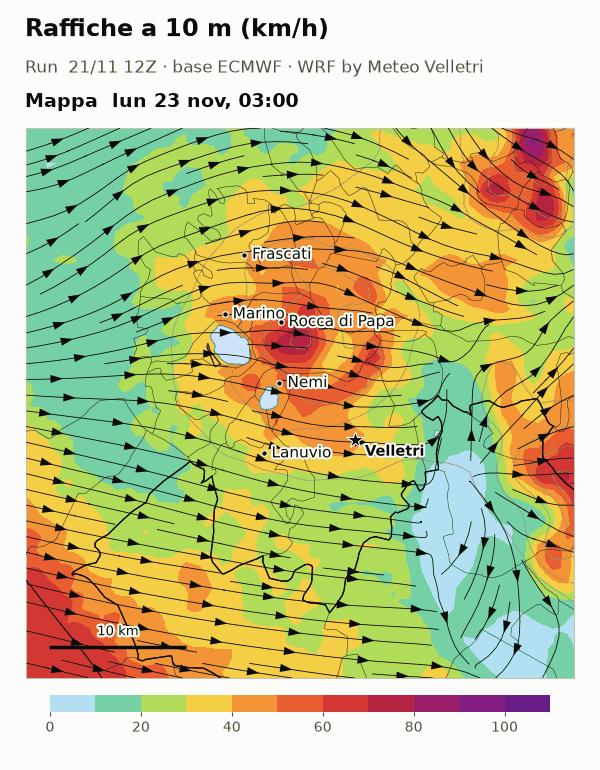 Raffiche a 10 m (km/h)
Run  21/11 12Z · base ECMWF · WRF by Meteo Velletri
Mappa  lun 23 nov, 03:00
Frascati
Marino
Rocca di Papa
Nemi
Velletri
Lanuvio
10 km
0 20 40 60 80 100